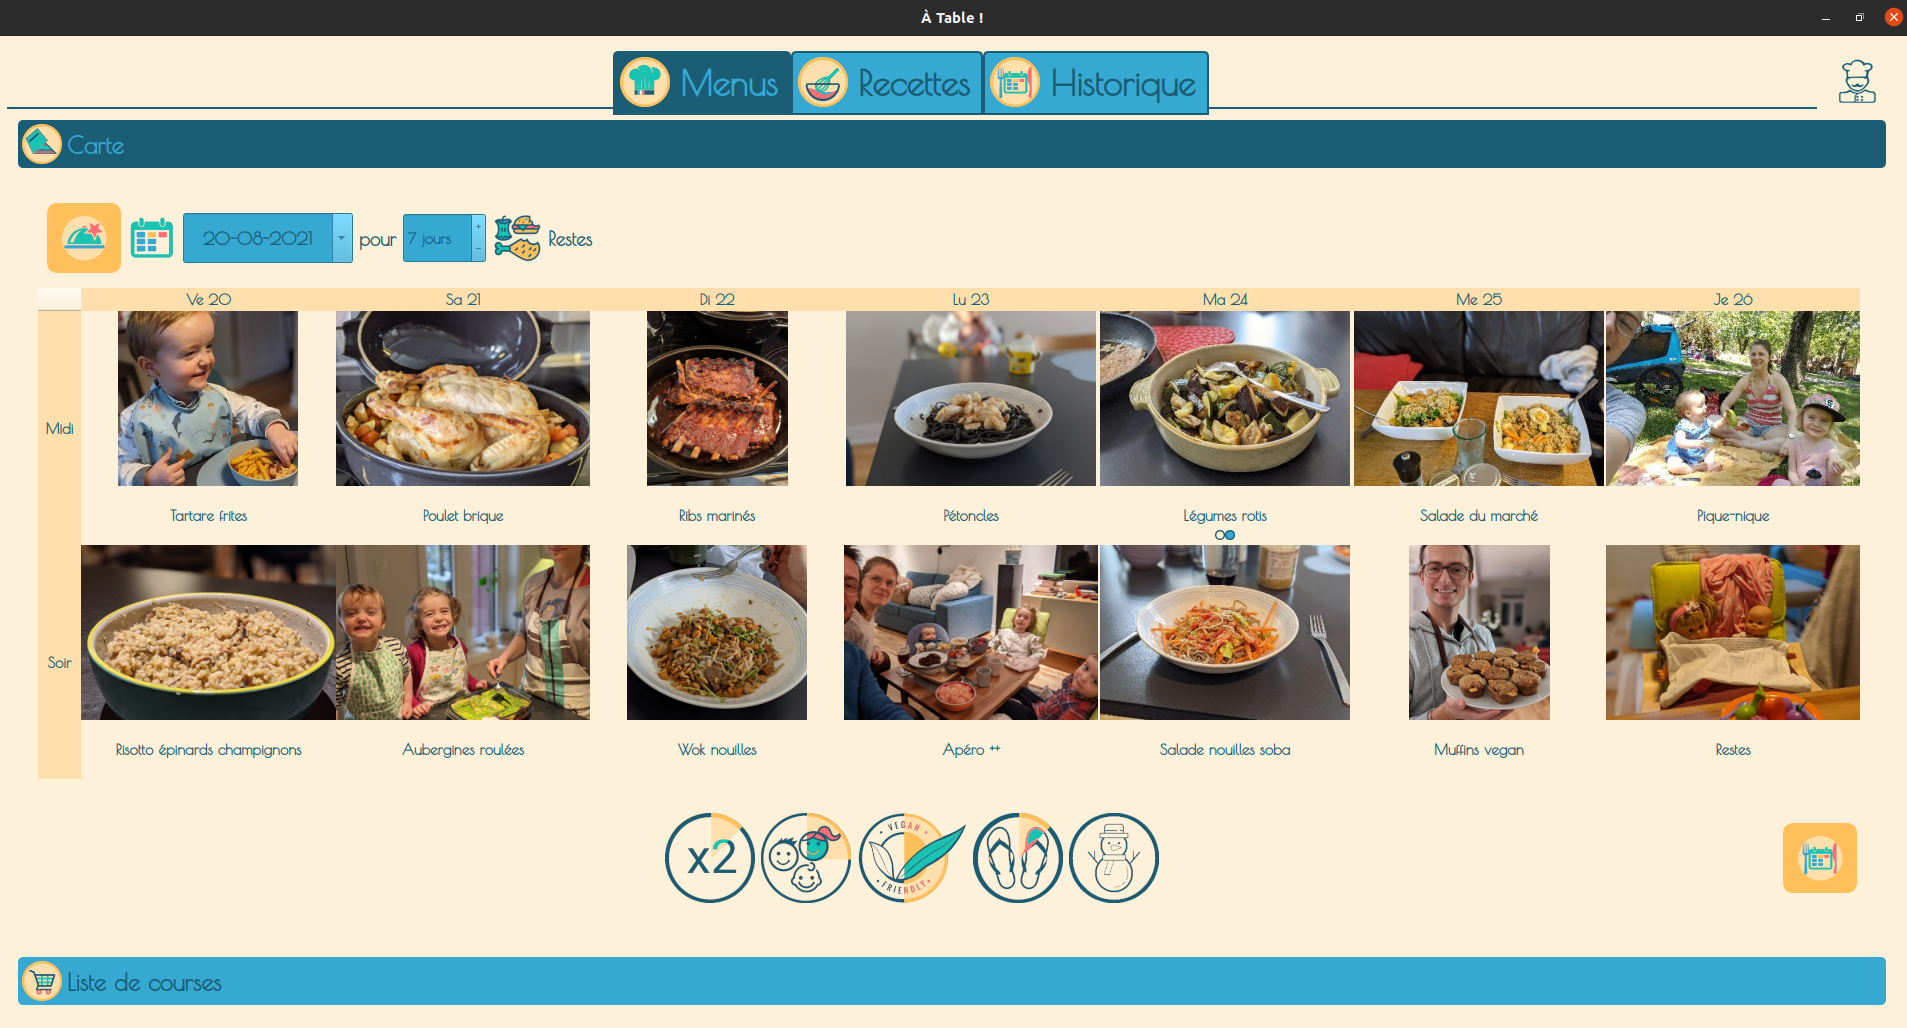 À Table !
Menus Recettes Historique
Carte
20-08-2021 pour 7 jours + - Restes
Ve 20 Sa 21 Di 22 Lu 23 Ma 24 Me 25 Je 26
Midi
Tartare frites Poulet brique Ribs marinés Pétoncles Légumes rotis Salade du marché Pique-nique
Soir
Risotto épinards champignons Aubergines roulées Wok nouilles Apéro ++ Salade nouilles soba Muffins vegan Restes
x2
• VEGAN •
• FRIENDLY •
Liste de courses